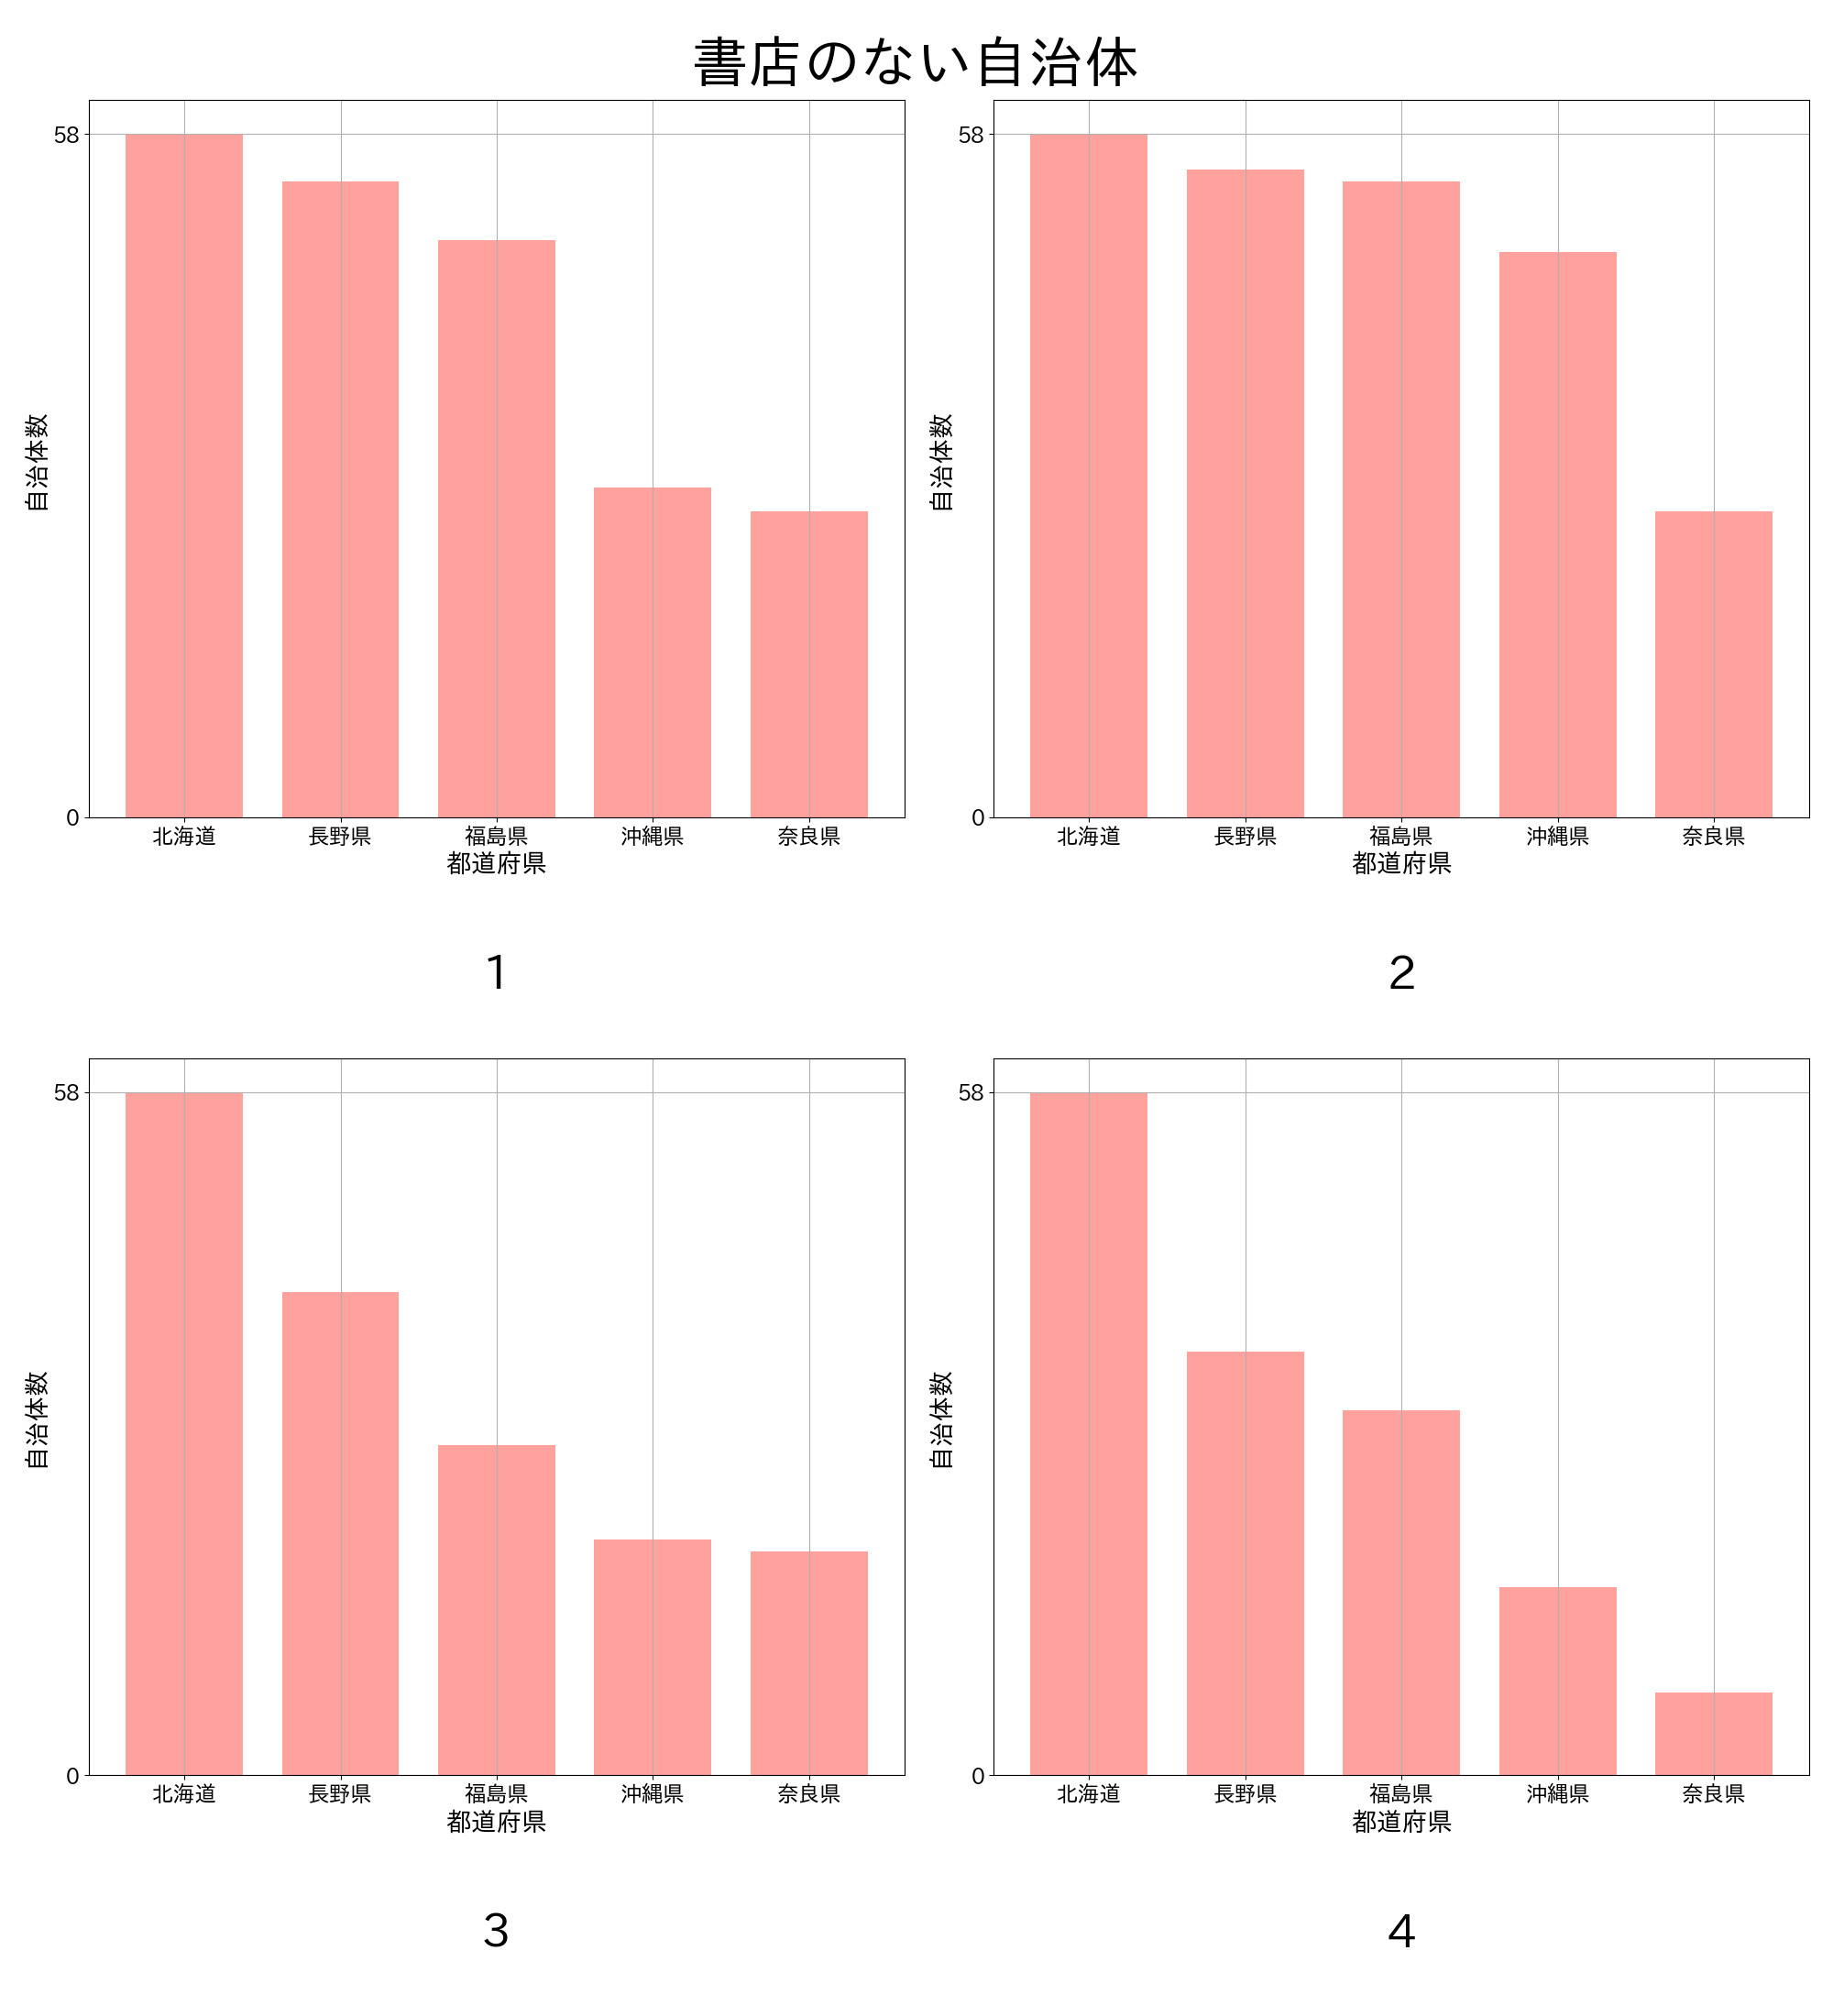 書店のない自治体
58
0
自治体数
北海道 長野県 福島県 沖縄県 奈良県
都道府県
1
58
0
自治体数
北海道 長野県 福島県 沖縄県 奈良県
都道府県
2
58
0
自治体数
北海道 長野県 福島県 沖縄県 奈良県
都道府県
3
58
0
自治体数
北海道 長野県 福島県 沖縄県 奈良県
都道府県
4